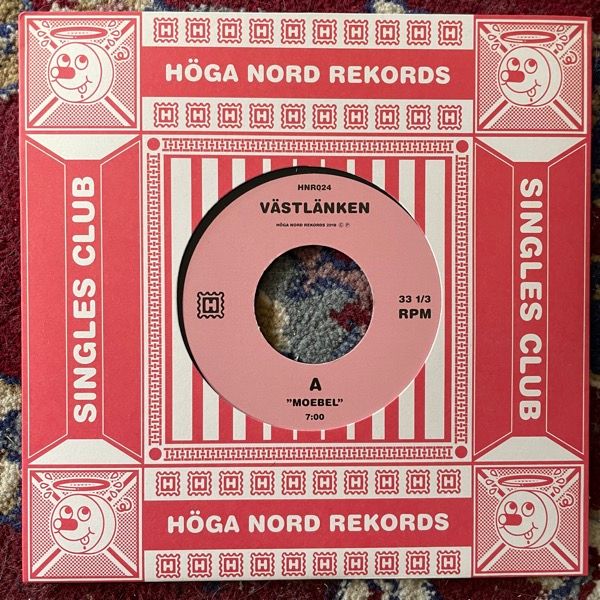 HÖGA NORD REKORDS
SINGLES CLUB
HNR024
VÄSTLÄNKEN
HÖGA NORD REKORDS 2018 © ℗
H
33 1/3
RPM
A
"MOEBEL"
7:00
SINGLES CLUB
HÖGA NORD REKORDS